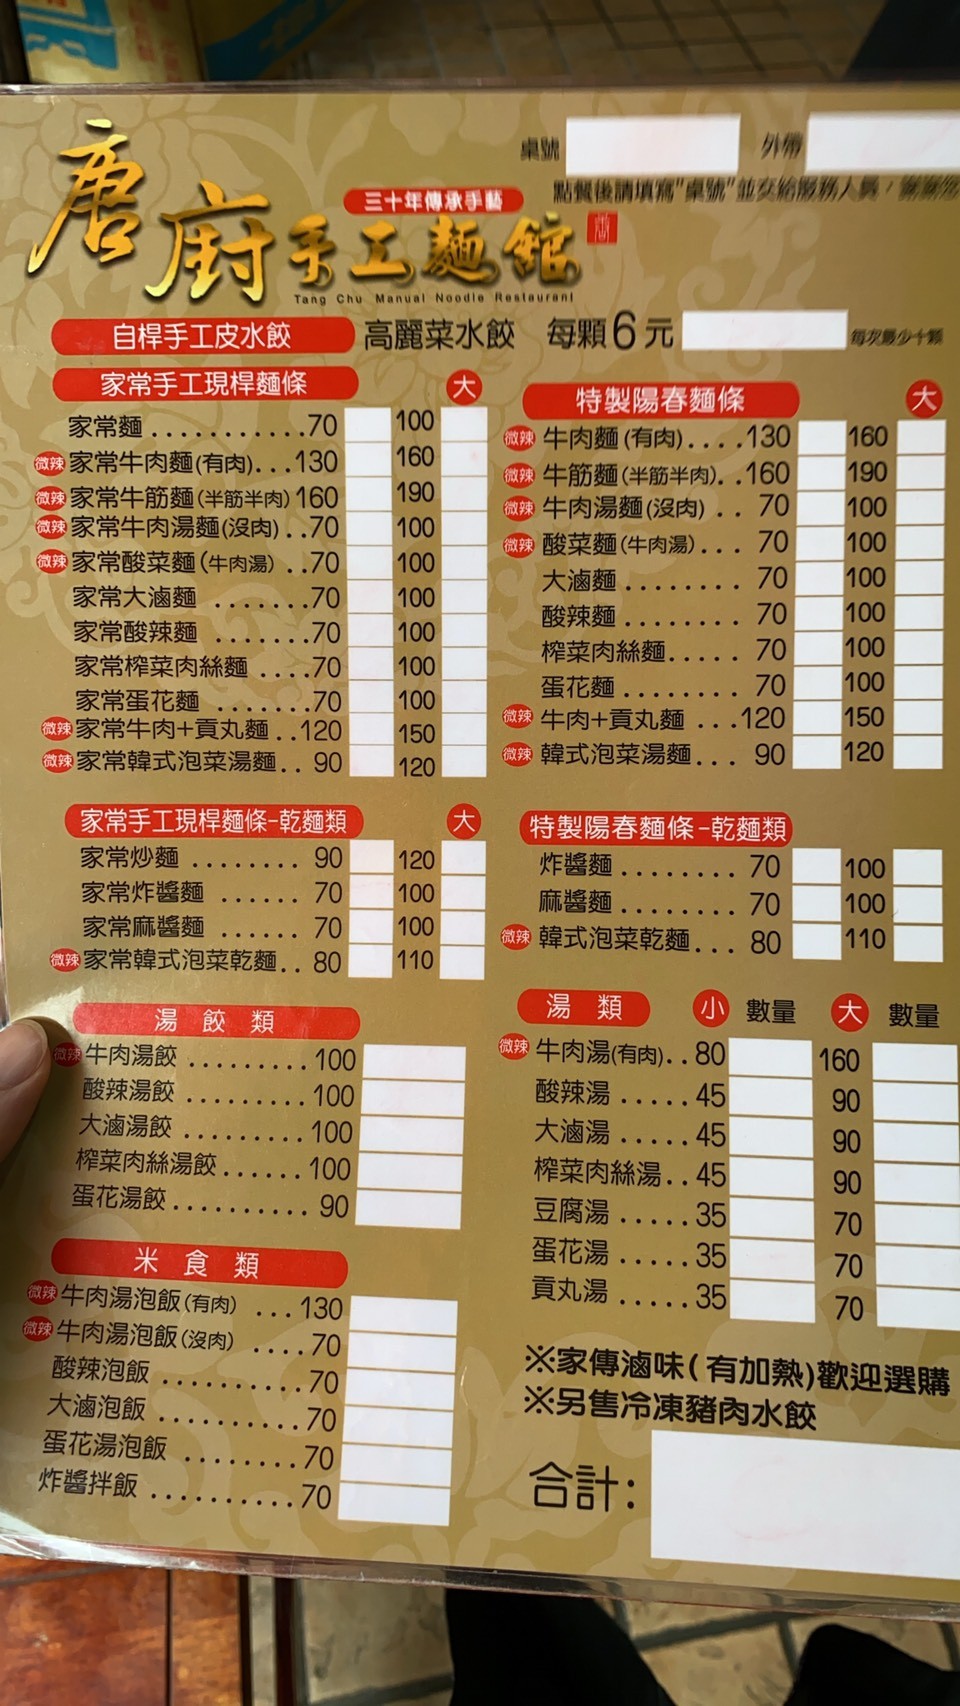 桌號 外帶
點餐後請填寫"桌號"並交給服務人員，謝謝您
三十年傳承手藝
唐府手工麵館
Tang Chu Manual Noodle Restaurant
自桿手工皮水餃 高麗菜水餃 每顆6元 每次最少十顆
家常手工現桿麵條 大
家常麵...........70 100
微辣 家常牛肉麵(有肉)...130 160
微辣 家常牛筋麵(半筋半肉)160 190
微辣 家常牛肉湯麵(沒肉)..70 100
微辣 家常酸菜麵(牛肉湯)..70 100
家常大滷麵.......70 100
家常酸辣麵.......70 100
家常榨菜肉絲麵....70 100
家常蛋花麵.......70 100
微辣 家常牛肉+貢丸麵..120 150
微辣 家常韓式泡菜湯麵..90 120
特製陽春麵條 大
微辣 牛肉麵(有肉)....130 160
微辣 牛筋麵(半筋半肉)..160 190
微辣 牛肉湯麵(沒肉)..70 100
微辣 酸菜麵(牛肉湯)...70 100
大滷麵........70 100
酸辣麵........70 100
榨菜肉絲麵.....70 100
蛋花麵........70 100
微辣 牛肉+貢丸麵...120 150
微辣 韓式泡菜湯麵...90 120
家常手工現桿麵條-乾麵類 大
家常炒麵........90 120
家常炸醬麵......70 100
家常麻醬麵......70 100
微辣 家常韓式泡菜乾麵..80 110
特製陽春麵條-乾麵類
炸醬麵........70 100
麻醬麵........70 100
微辣 韓式泡菜乾麵...80 110
湯餃類
微辣 牛肉湯餃.........100
酸辣湯餃.........100
大滷湯餃.........100
榨菜肉絲湯餃......100
蛋花湯餃..........90
米食類
微辣 牛肉湯泡飯(有肉)...130
微辣 牛肉湯泡飯(沒肉)....70
酸辣泡飯..........70
大滷泡飯..........70
蛋花湯泡飯........70
炸醬拌飯..........70
湯類 小 數量 大 數量
微辣 牛肉湯(有肉)..80 160
酸辣湯.....45 90
大滷湯.....45 90
榨菜肉絲湯..45 90
豆腐湯.....35 70
蛋花湯.....35 70
貢丸湯.....35 70
※家傳滷味(有加熱)歡迎選購
※另售冷凍豬肉水餃
合計: